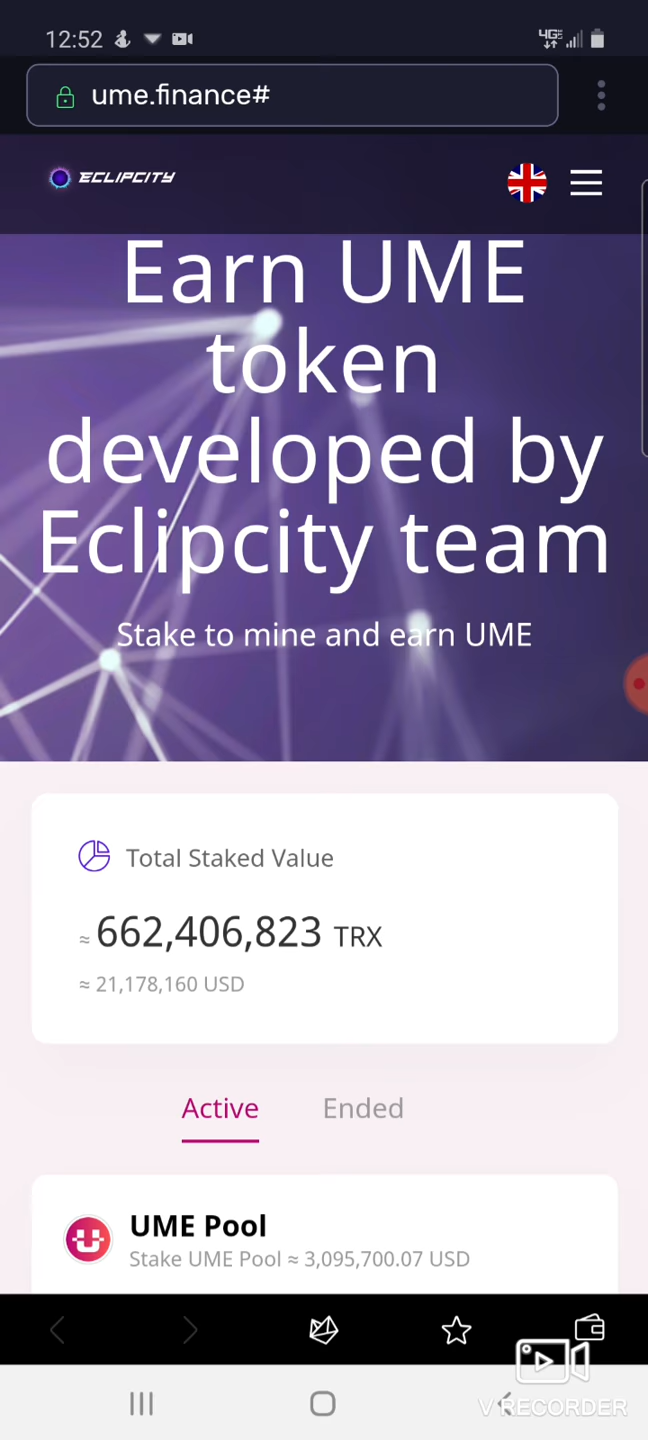 12:52
4GE
ume.finance#
ECLIPCITY
Earn UME
token
developed by
Eclipcity team
Stake to mine and earn UME
Total Staked Value
≈ 662,406,823 TRX
≈ 21,178,160 USD
Active Ended
UME Pool
Stake UME Pool ≈ 3,095,700.07 USD
V RECORDER